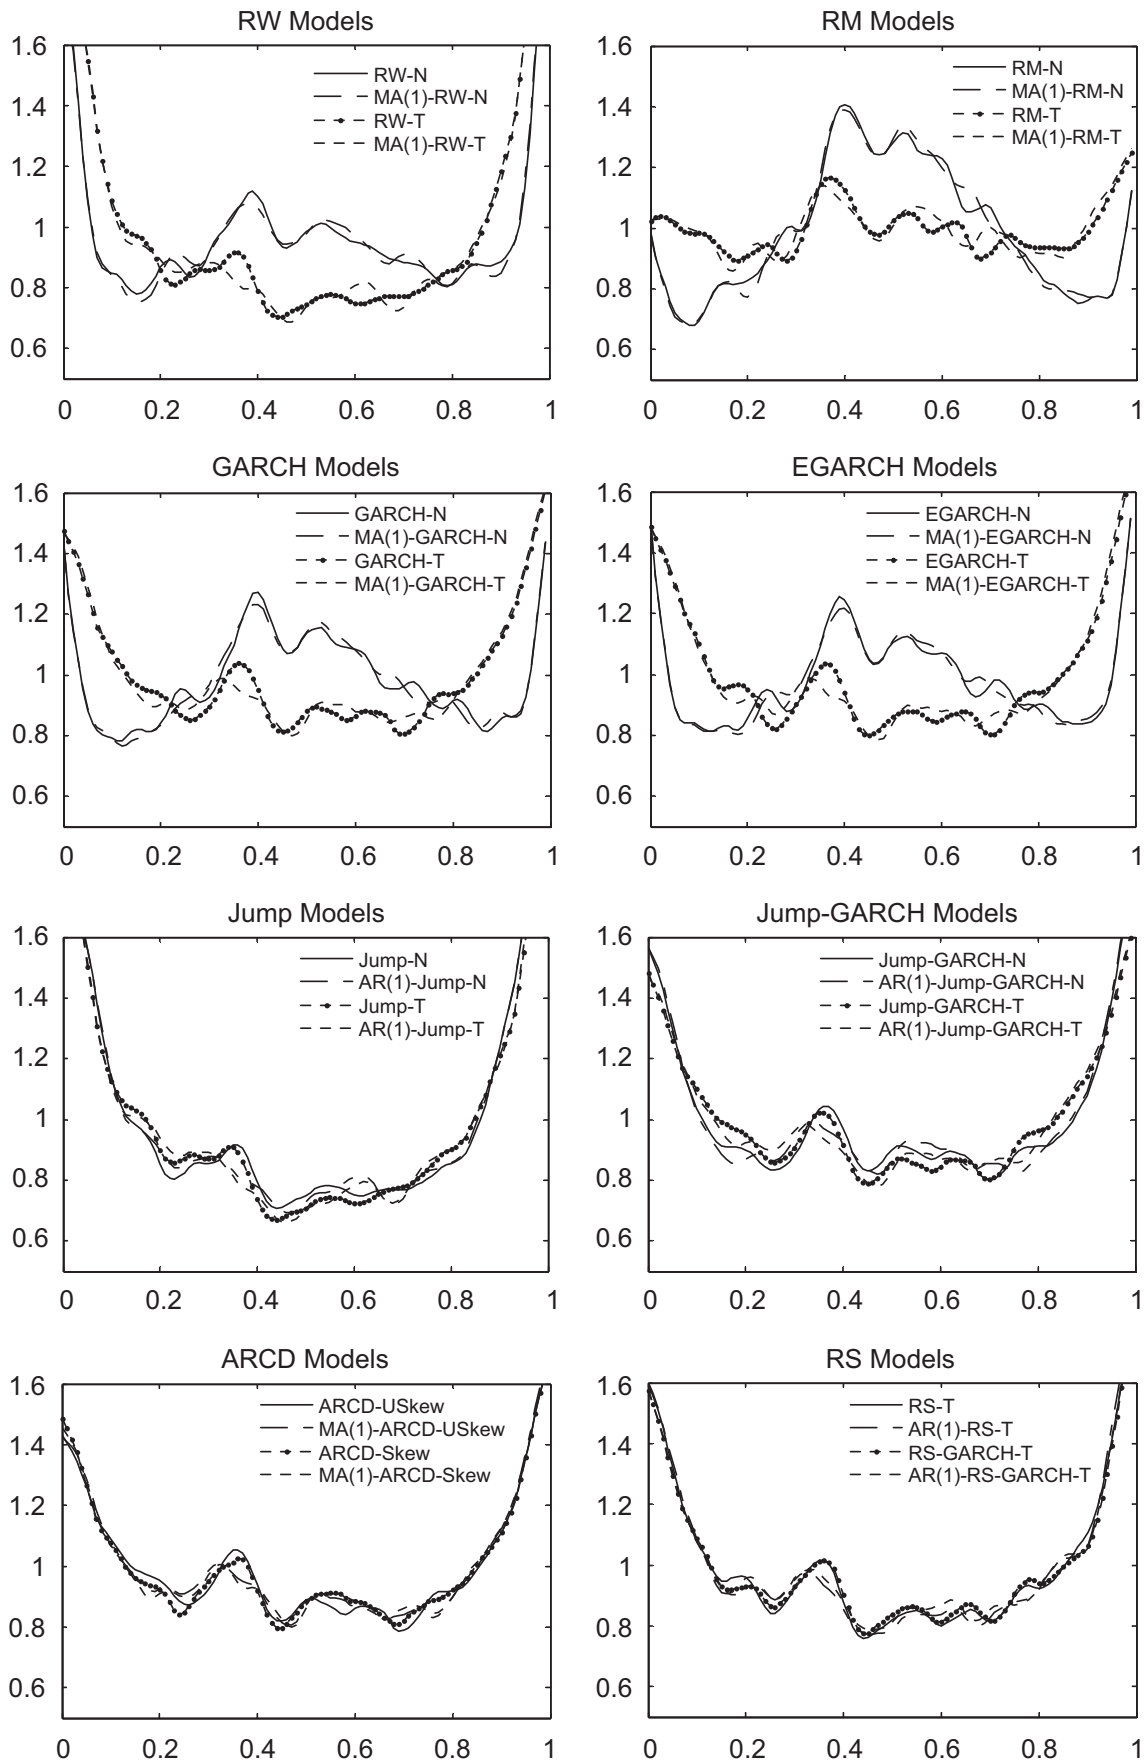 RW Models
1.6
1.4
1.2
1
0.8
0.6
RW-N
MA(1)-RW-N
RW-T
MA(1)-RW-T
0 0.2 0.4 0.6 0.8 1
RM Models
1.6
1.4
1.2
1
0.8
0.6
RM-N
MA(1)-RM-N
RM-T
MA(1)-RM-T
0 0.2 0.4 0.6 0.8 1
GARCH Models
1.6
1.4
1.2
1
0.8
0.6
GARCH-N
MA(1)-GARCH-N
GARCH-T
MA(1)-GARCH-T
0 0.2 0.4 0.6 0.8 1
EGARCH Models
1.6
1.4
1.2
1
0.8
0.6
EGARCH-N
MA(1)-EGARCH-N
EGARCH-T
MA(1)-EGARCH-T
0 0.2 0.4 0.6 0.8 1
Jump Models
1.6
1.4
1.2
1
0.8
0.6
Jump-N
AR(1)-Jump-N
Jump-T
AR(1)-Jump-T
0 0.2 0.4 0.6 0.8 1
Jump-GARCH Models
1.6
1.4
1.2
1
0.8
0.6
Jump-GARCH-N
AR(1)-Jump-GARCH-N
Jump-GARCH-T
AR(1)-Jump-GARCH-T
0 0.2 0.4 0.6 0.8 1
ARCD Models
1.6
1.4
1.2
1
0.8
0.6
ARCD-USkew
MA(1)-ARCD-USkew
ARCD-Skew
MA(1)-ARCD-Skew
0 0.2 0.4 0.6 0.8 1
RS Models
1.6
1.4
1.2
1
0.8
0.6
RS-T
AR(1)-RS-T
RS-GARCH-T
AR(1)-RS-GARCH-T
0 0.2 0.4 0.6 0.8 1